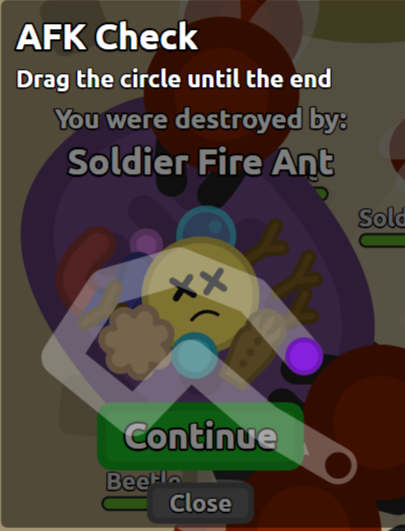 AFK Check
Drag the circle until the end
You were destroyed by:
Soldier Fire Ant
Sold
Continue
Beetle
Close